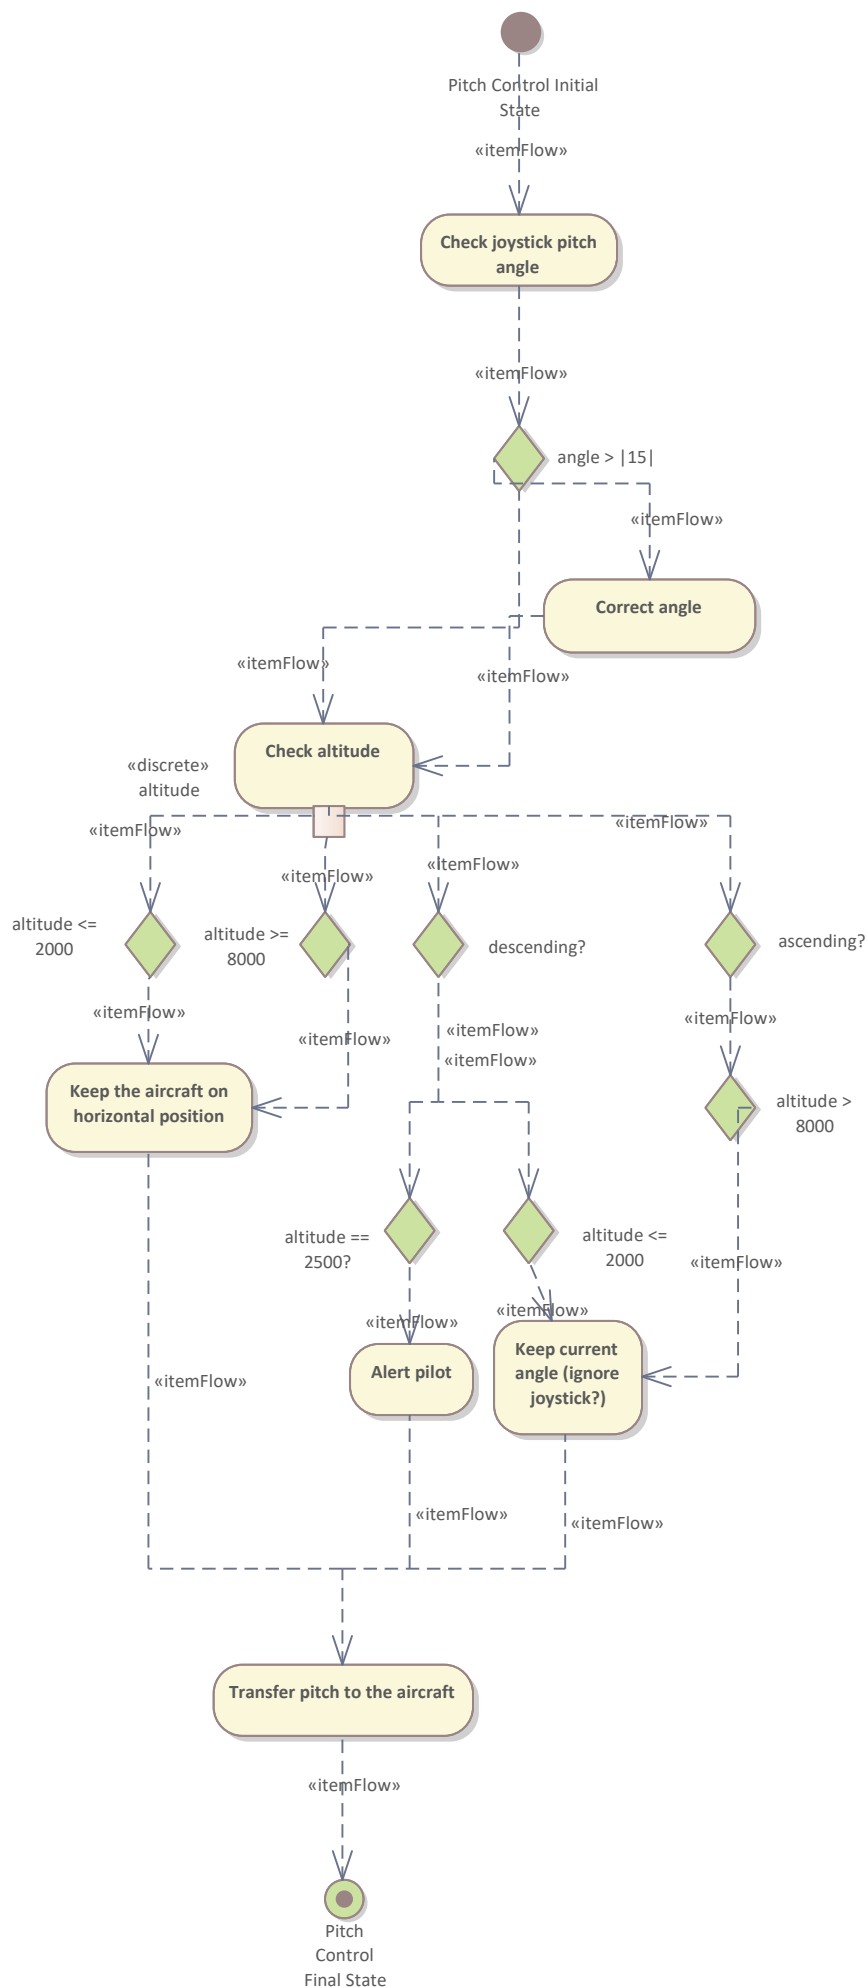 Pitch Control Initial
State
«itemFlow»
Check joystick pitch
angle
«itemFlow»
angle > |15|
«itemFlow»
Correct angle
«itemFlow»
«itemFlow»
Check altitude
«discrete»
altitude
«itemFlow»
«itemFlow»
«itemFlow»
«itemFlow»
altitude <=
2000
altitude >=
8000
descending?
ascending?
«itemFlow»
«itemFlow»
«itemFlow»
«itemFlow»
«itemFlow»
Keep the aircraft on
horizontal position
altitude >
8000
altitude ==
2500?
altitude <=
2000
«itemFlow»
«itemFlow»
«itemFlow»
Keep current
angle (ignore
joystick?)
Alert pilot
«itemFlow»
«itemFlow»
«itemFlow»
Transfer pitch to the aircraft
«itemFlow»
Pitch
Control
Final State